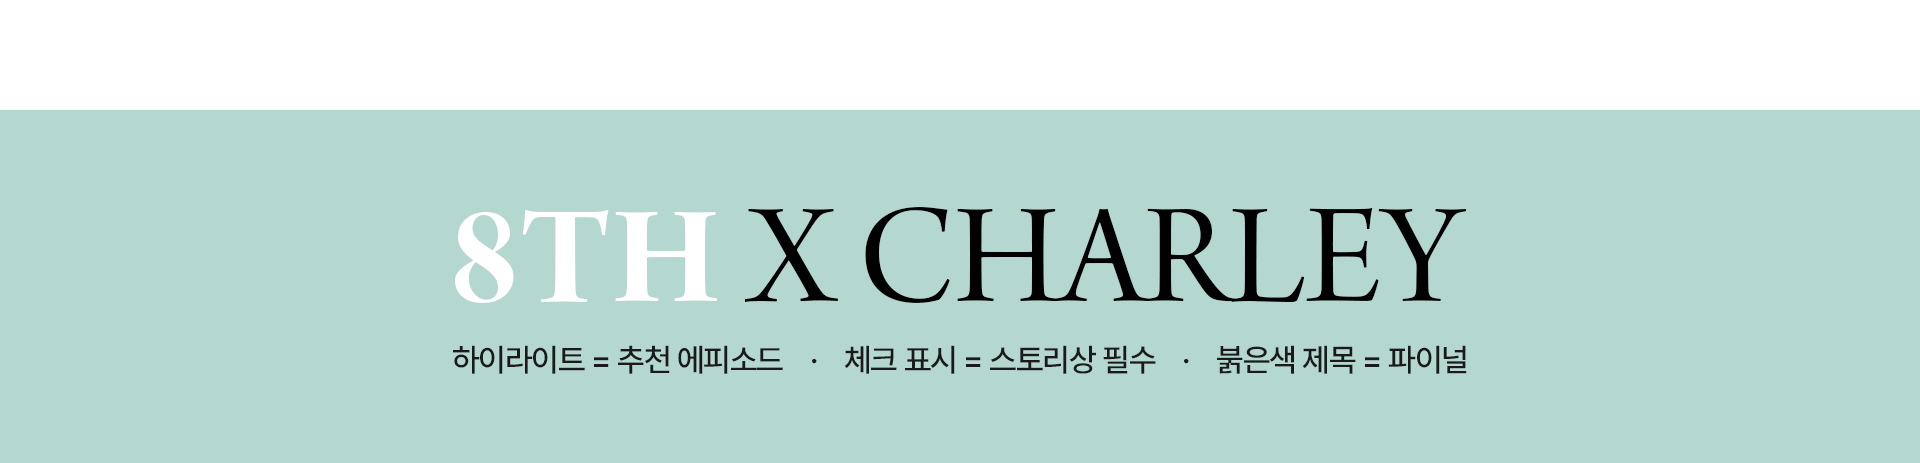 8TH X CHARLEY
하이라이트 = 추천 에피소드 · 체크 표시 = 스토리상 필수 · 붉은색 제목 = 파이널